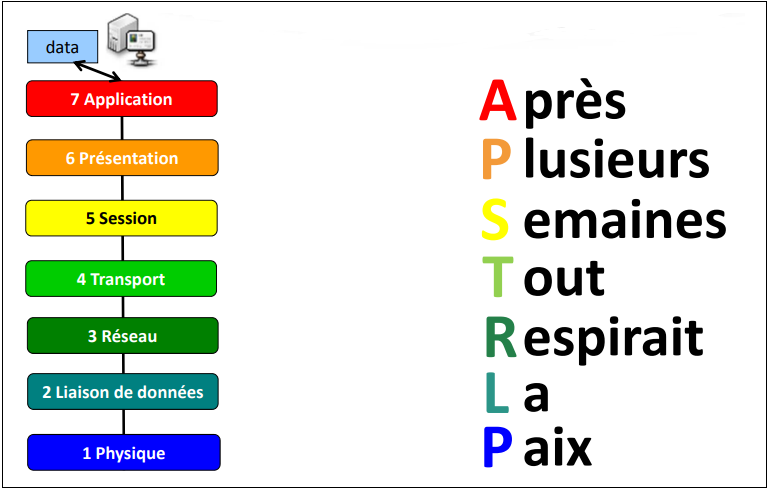 data
7 Application
6 Présentation
5 Session
4 Transport
3 Réseau
2 Liaison de données
1 Physique
Après
Plusieurs
Semaines
Tout
Respirait
La
Paix